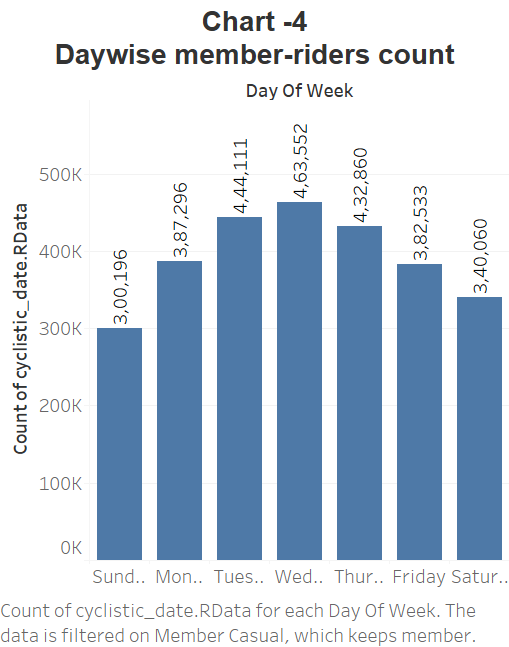 Chart -4
Daywise member-riders count
Day Of Week
Count of cyclistic_date.RData
500K
400K
300K
200K
100K
0K
3,00,196
3,87,296
4,44,111
4,63,552
4,32,860
3,82,533
3,40,060
Sund..
Mon..
Tues..
Wed..
Thur..
Friday
Satur..
Count of cyclistic_date.RData for each Day Of Week. The
data is filtered on Member Casual, which keeps member.